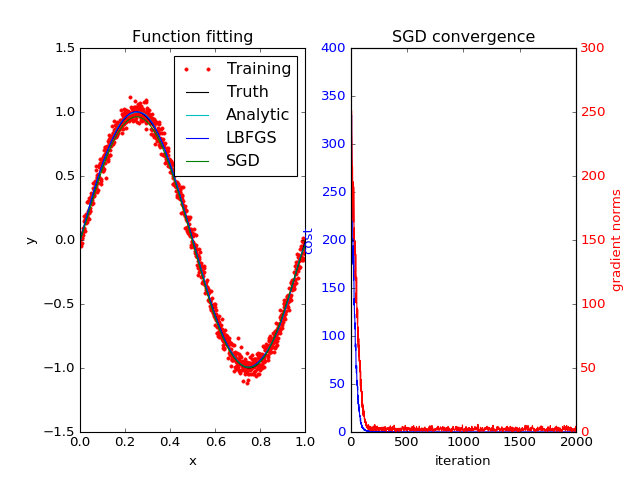 Function fitting
1.5
1.0
0.5
0.0
−0.5
−1.0
−1.5
y
0.0
0.2
0.4
0.6
0.8
1.0
x
Training
Truth
Analytic
LBFGS
SGD
SGD convergence
400
350
300
250
200
150
100
50
0
cost
300
250
200
150
100
50
0
gradient norms
0
500
1000
1500
2000
iteration